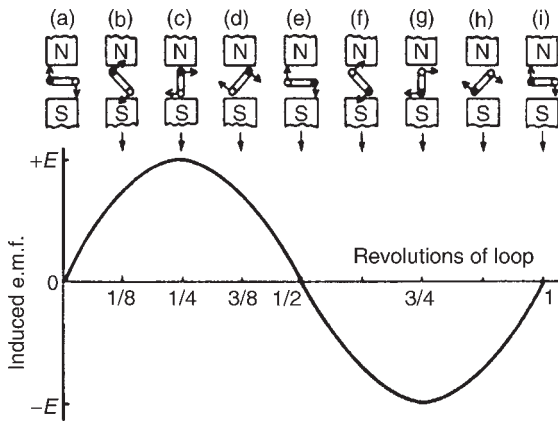 (a) (b) (c) (d) (e) (f) (g) (h) (i)
N N N N N N N N N
S S S S S S S S S
+E
Induced e.m.f.
Revolutions of loop
0
1/8 1/4 3/8 1/2 3/4 1
−E